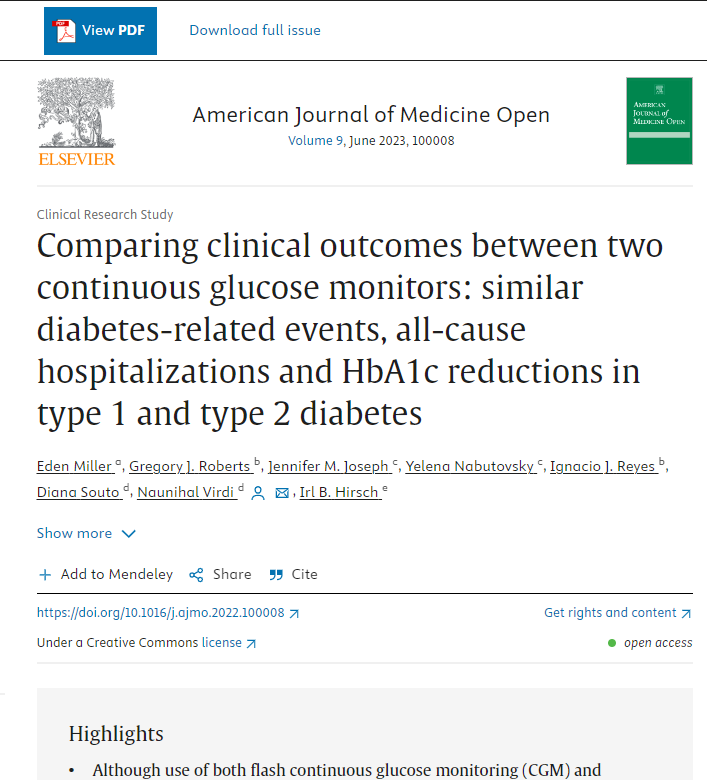 View PDF
Download full issue
ELSEVIER
American Journal of Medicine Open
Volume 9, June 2023, 100008
AMERICAN
JOURNAL of
MEDICINE OPEN
Clinical Research Study
Comparing clinical outcomes between two
continuous glucose monitors: similar
diabetes-related events, all-cause
hospitalizations and HbA1c reductions in
type 1 and type 2 diabetes
Eden Miller a, Gregory J. Roberts b, Jennifer M. Joseph c, Yelena Nabutovsky c, Ignacio J. Reyes b,
Diana Souto d, Naunihal Virdi d, Irl B. Hirsch e
Show more
Add to Mendeley Share Cite
https://doi.org/10.1016/j.ajmo.2022.100008 Get rights and content
Under a Creative Commons license open access
Highlights
• Although use of both flash continuous glucose monitoring (CGM) and